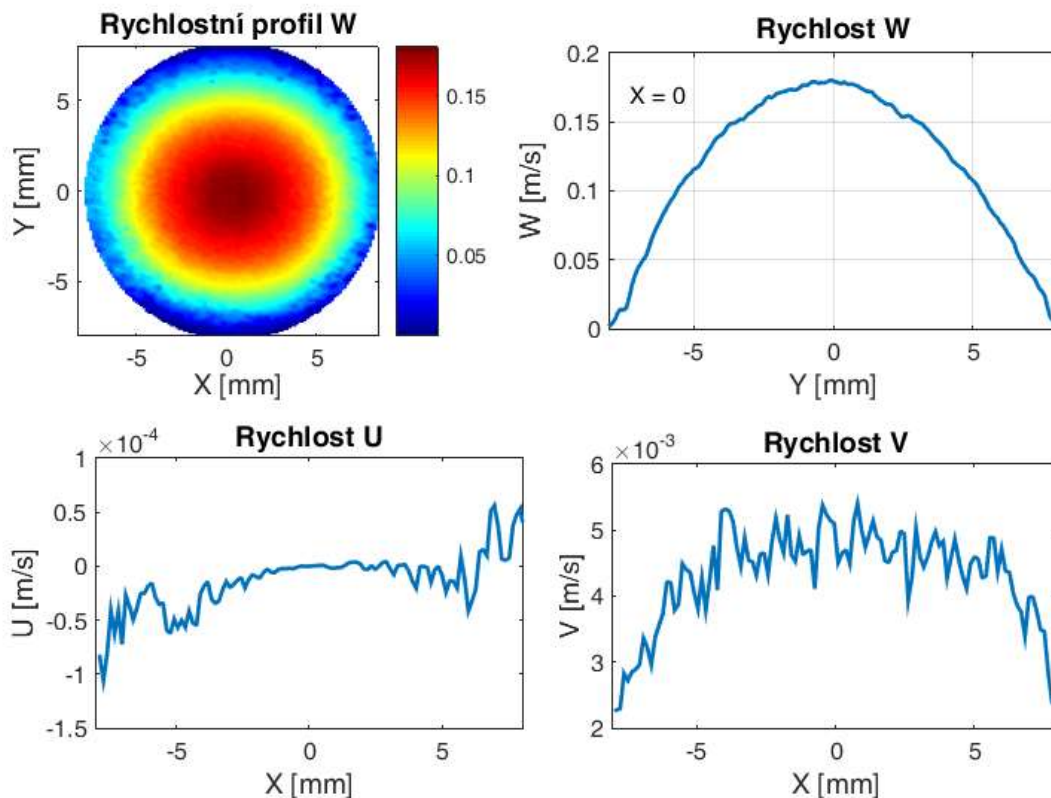 Rychlostní profil W
Y [mm]
5
0
-5
-5 0 5
X [mm]
0.15
0.1
0.05
Rychlost W
X = 0
W [m/s]
0.2
0.15
0.1
0.05
0
-5 0 5
Y [mm]
×10⁻⁴
Rychlost U
U [m/s]
1
0.5
0
-0.5
-1
-1.5
-5 0 5
X [mm]
×10⁻³
Rychlost V
V [m/s]
6
5
4
3
2
-5 0 5
X [mm]